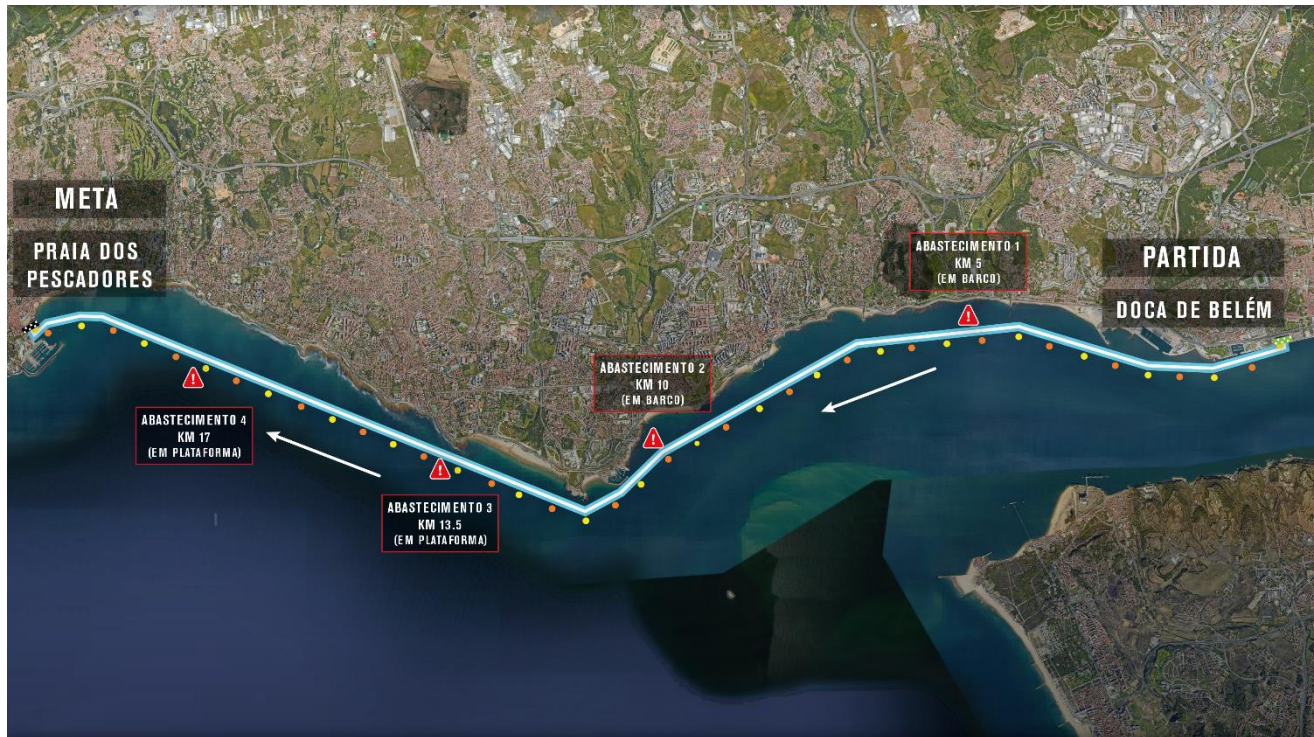 META
PRAIA DOS
PESCADORES
ABASTECIMENTO 1
KM 5
(EM BARCO)
PARTIDA
DOCA DE BELÉM
ABASTECIMENTO 2
KM 10
(EM BARCO)
ABASTECIMENTO 4
KM 17
(EM PLATAFORMA)
ABASTECIMENTO 3
KM 13.5
(EM PLATAFORMA)